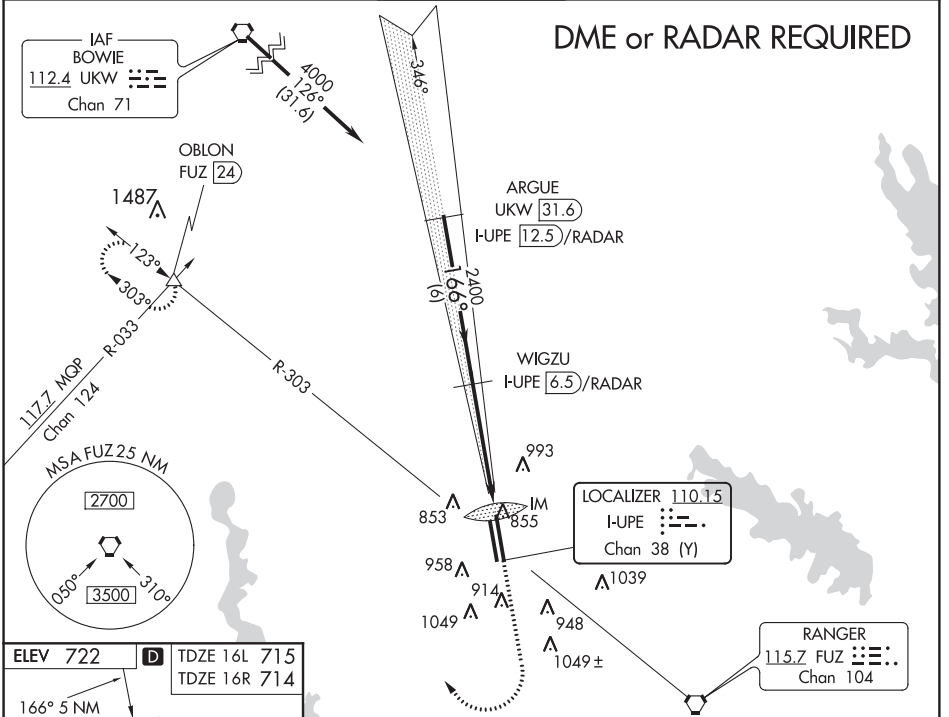 DME or RADAR REQUIRED
IAF
BOWIE
112.4 UKW
Chan 71
4000
126°
(31.6)
346°
OBLON
FUZ 24
1487
123°
303°
ARGUE
UKW 31.6
I-UPE 12.5/RADAR
2400
166°
(6)
R-033
117.7 MQP
Chan 124
R-303
WIGZU
I-UPE 6.5/RADAR
MSA FUZ 25 NM
2700
050°
310°
3500
993
853
IM
855
LOCALIZER 110.15
I-UPE
Chan 38 (Y)
958
914
1039
1049
948
1049 ±
RANGER
115.7 FUZ
Chan 104
ELEV 722
D
TDZE 16L 715
TDZE 16R 714
166° 5 NM